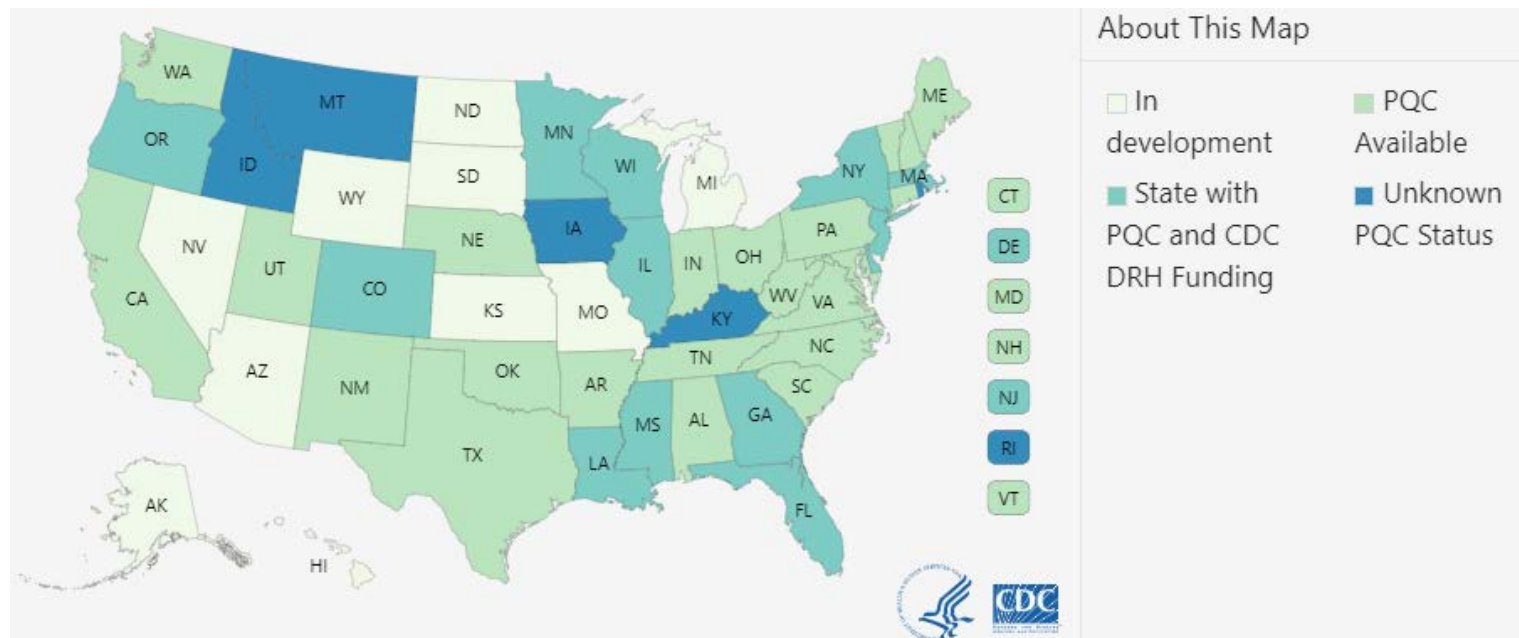 About This Map
In
development
PQC
Available
State with
PQC and CDC
DRH Funding
Unknown
PQC Status
WA
MT
ND
MN
ME
OR
ID
SD
WI
NY
MA
WY
MI
NV
NE
IA
PA
CT
UT
CO
IL
IN
OH
DE
CA
KS
MO
WV
VA
MD
KY
AZ
NM
OK
AR
TN
NC
NH
SC
MS
AL
GA
NJ
TX
LA
RI
AK
FL
VT
HI
CDC